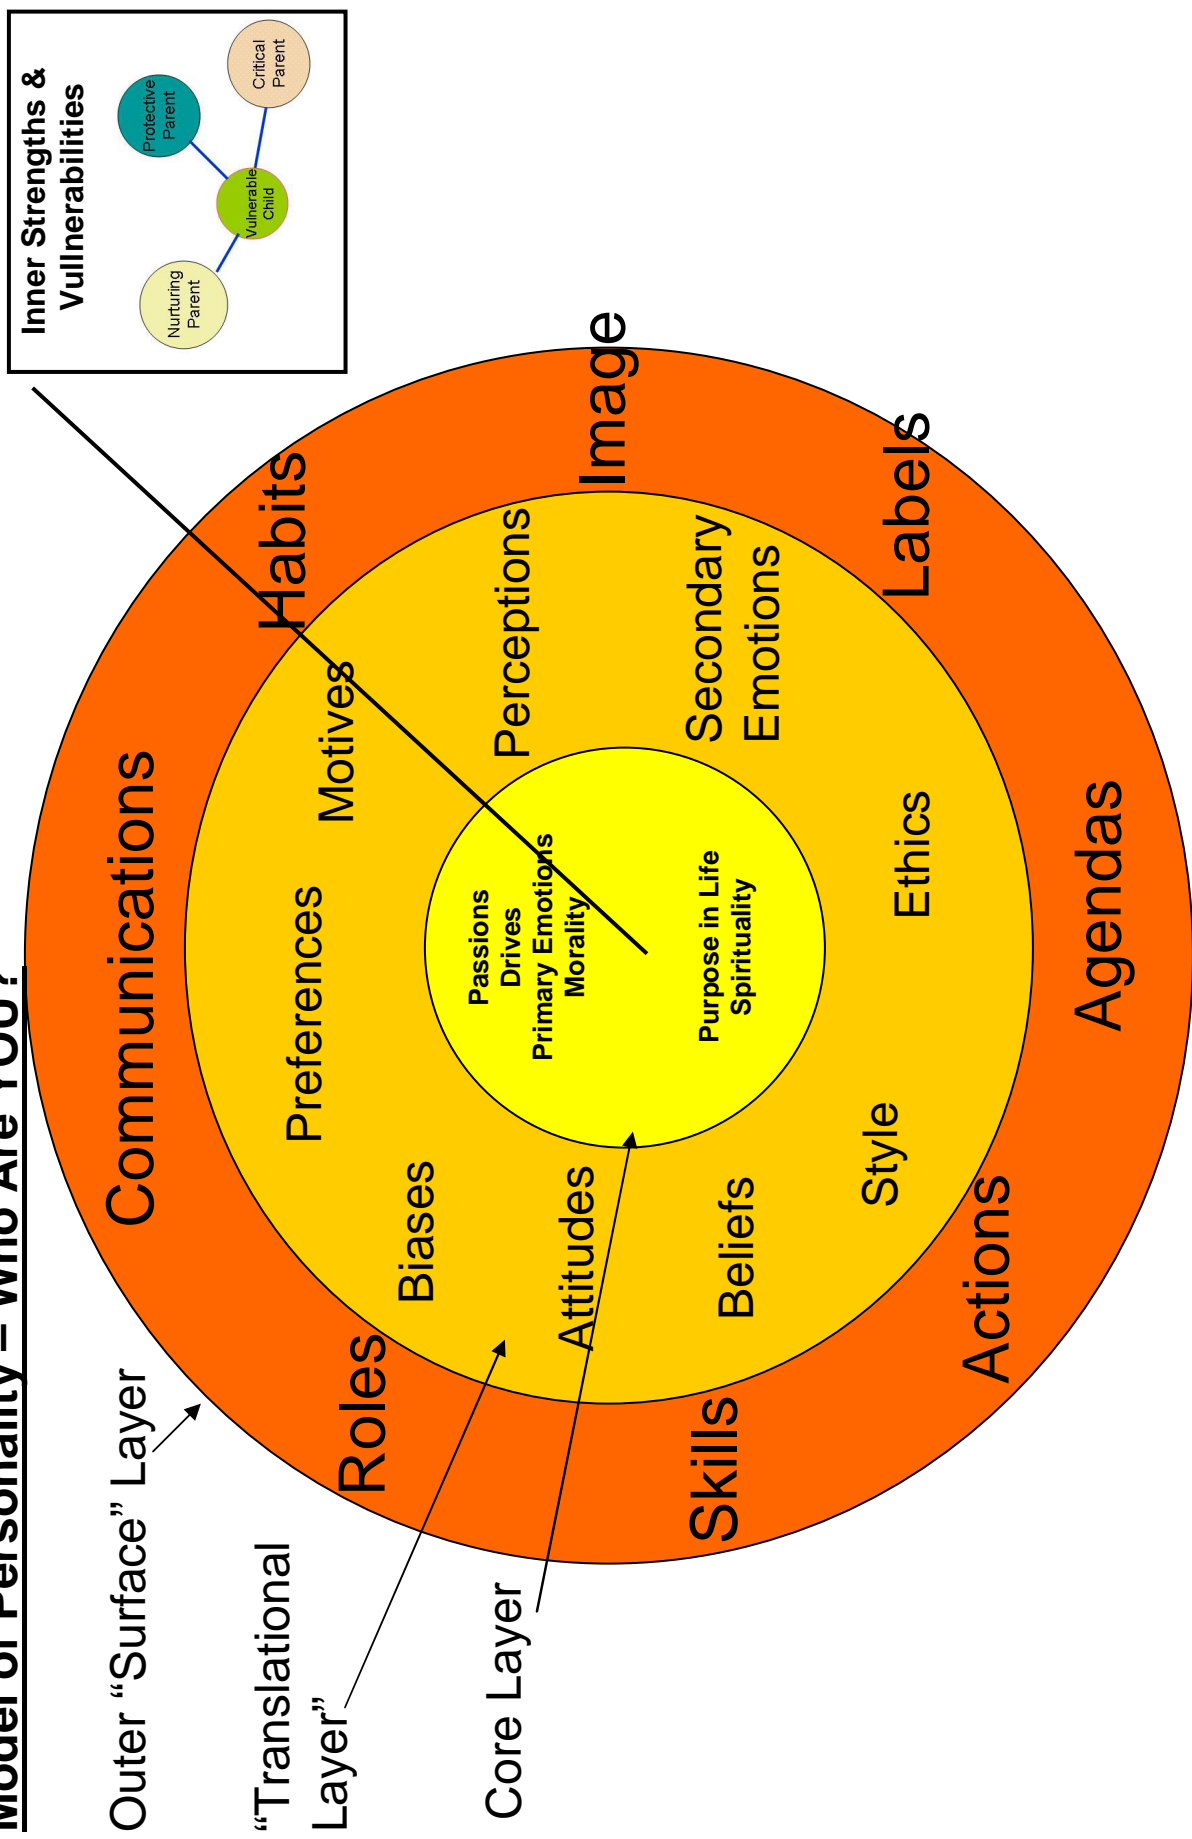 Model of Personality – Who Are YOU?
Outer “Surface” Layer
“Translational
Layer”
Core Layer
Inner Strengths &
Vullnerabilities
Nurturing
Parent
Protective
Parent
Critical
Parent
Vulnerable
Child
Communications
Habits
Image
Labels
Agendas
Actions
Skills
Roles
Preferences
Motives
Perceptions
Secondary
Emotions
Ethics
Style
Beliefs
Attitudes
Biases
Passions
Drives
Primary Emotions
Morality
Purpose in Life
Spirituality